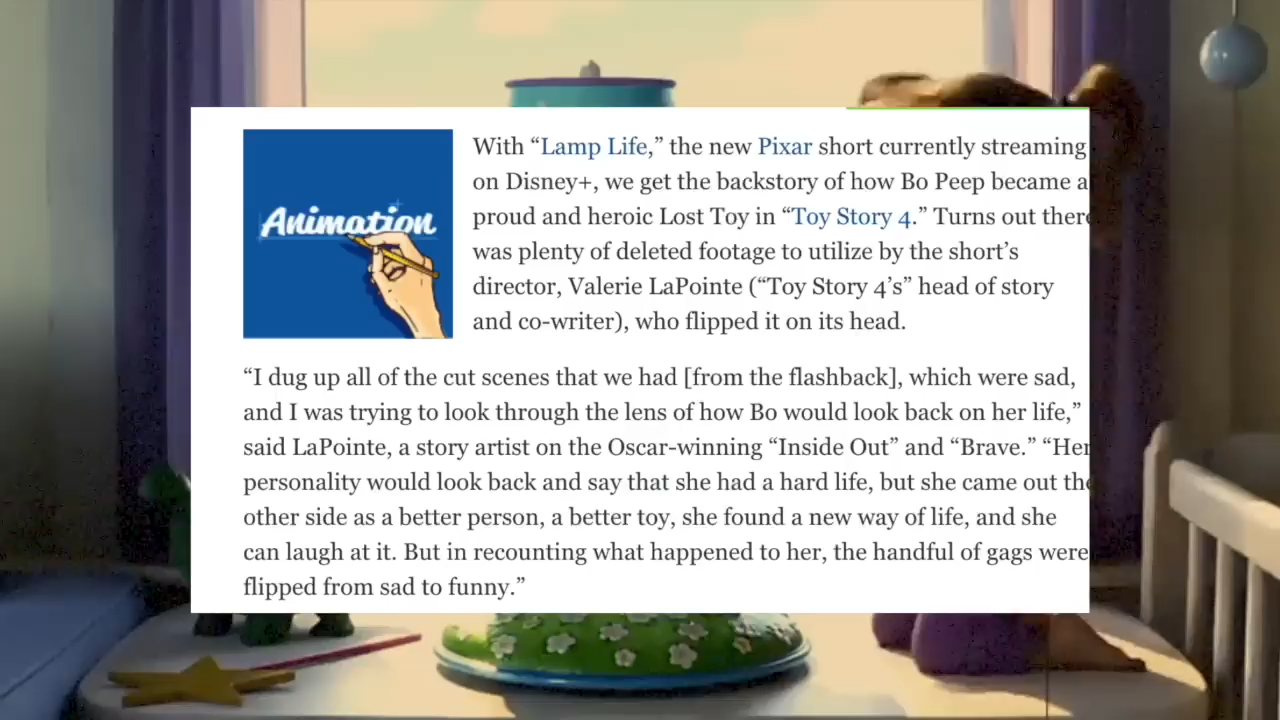 Animation
With “Lamp Life,” the new Pixar short currently streaming
on Disney+, we get the backstory of how Bo Peep became a
proud and heroic Lost Toy in “Toy Story 4.” Turns out there
was plenty of deleted footage to utilize by the short’s
director, Valerie LaPointe (“Toy Story 4’s” head of story
and co-writer), who flipped it on its head.
“I dug up all of the cut scenes that we had [from the flashback], which were sad,
and I was trying to look through the lens of how Bo would look back on her life,”
said LaPointe, a story artist on the Oscar-winning “Inside Out” and “Brave.” “Her
personality would look back and say that she had a hard life, but she came out the
other side as a better person, a better toy, she found a new way of life, and she
can laugh at it. But in recounting what happened to her, the handful of gags were
flipped from sad to funny.”